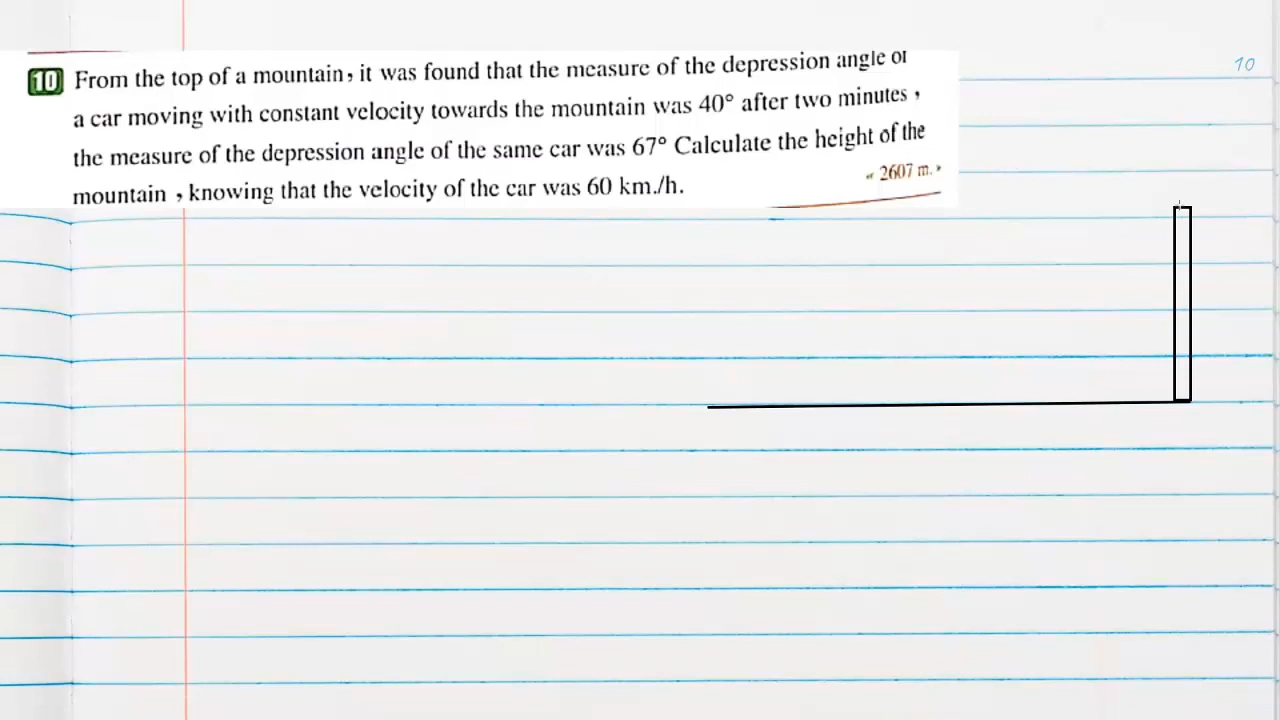 10 From the top of a mountain, it was found that the measure of the depression angle of
a car moving with constant velocity towards the mountain was 40° after two minutes,
the measure of the depression angle of the same car was 67° Calculate the height of the
mountain, knowing that the velocity of the car was 60 km./h.
« 2607 m. »
10